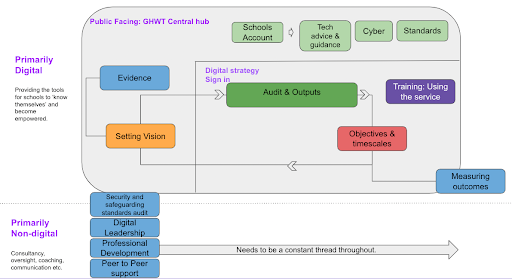 Public Facing: GHWT Central hub
Schools
Account
Tech
advice &
guidance
Cyber
Standards
Primarily
Digital
Providing the tools
for schools to 'know
themselves' and
become
empowered.
Evidence
Digital strategy
Sign in
Audit & Outputs
Training: Using
the service
Setting Vision
Objectives &
timescales
Measuring
outcomes
Security and
safeguarding
standards audit
Primarily
Non-digital
Consultancy,
oversight, coaching,
communication etc.
Digital
Leadership
Professional
Development
Peer to Peer
support
Needs to be a constant thread throughout.